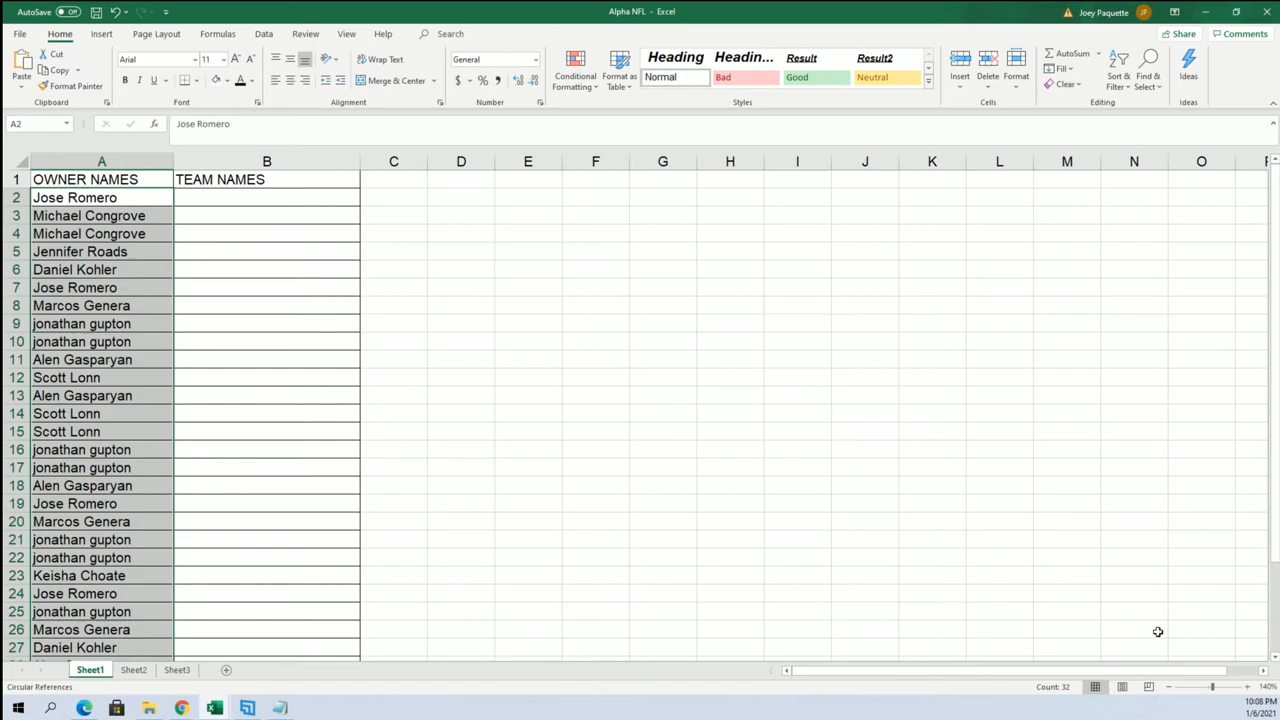 AutoSave Off
Alpha NFL - Excel
Joey Paquette JP
File Home Insert Page Layout Formulas Data Review View Help Search
Share Comments
Paste
Cut
Copy
Format Painter
Clipboard
Arial 11
B I U
Font
Wrap Text
Merge & Center
Alignment
General
$ % 9
Number
Conditional Formatting
Format as Table
Heading Headin... Result Result2
Normal Bad Good Neutral
Styles
Insert Delete Format
Cells
AutoSum
Fill
Clear
Sort & Filter
Find & Select
Editing
Ideas
Ideas
A2
fx
Jose Romero
A B C D E F G H I J K L M N O
1 OWNER NAMES TEAM NAMES
2 Jose Romero
3 Michael Congrove
4 Michael Congrove
5 Jennifer Roads
6 Daniel Kohler
7 Jose Romero
8 Marcos Genera
9 jonathan gupton
10 jonathan gupton
11 Alen Gasparyan
12 Scott Lonn
13 Alen Gasparyan
14 Scott Lonn
15 Scott Lonn
16 jonathan gupton
17 jonathan gupton
18 Alen Gasparyan
19 Jose Romero
20 Marcos Genera
21 jonathan gupton
22 jonathan gupton
23 Keisha Choate
24 Jose Romero
25 jonathan gupton
26 Marcos Genera
27 Daniel Kohler
Sheet1 Sheet2 Sheet3
Circular References
Count: 32
140%
10:08 PM
1/6/2021